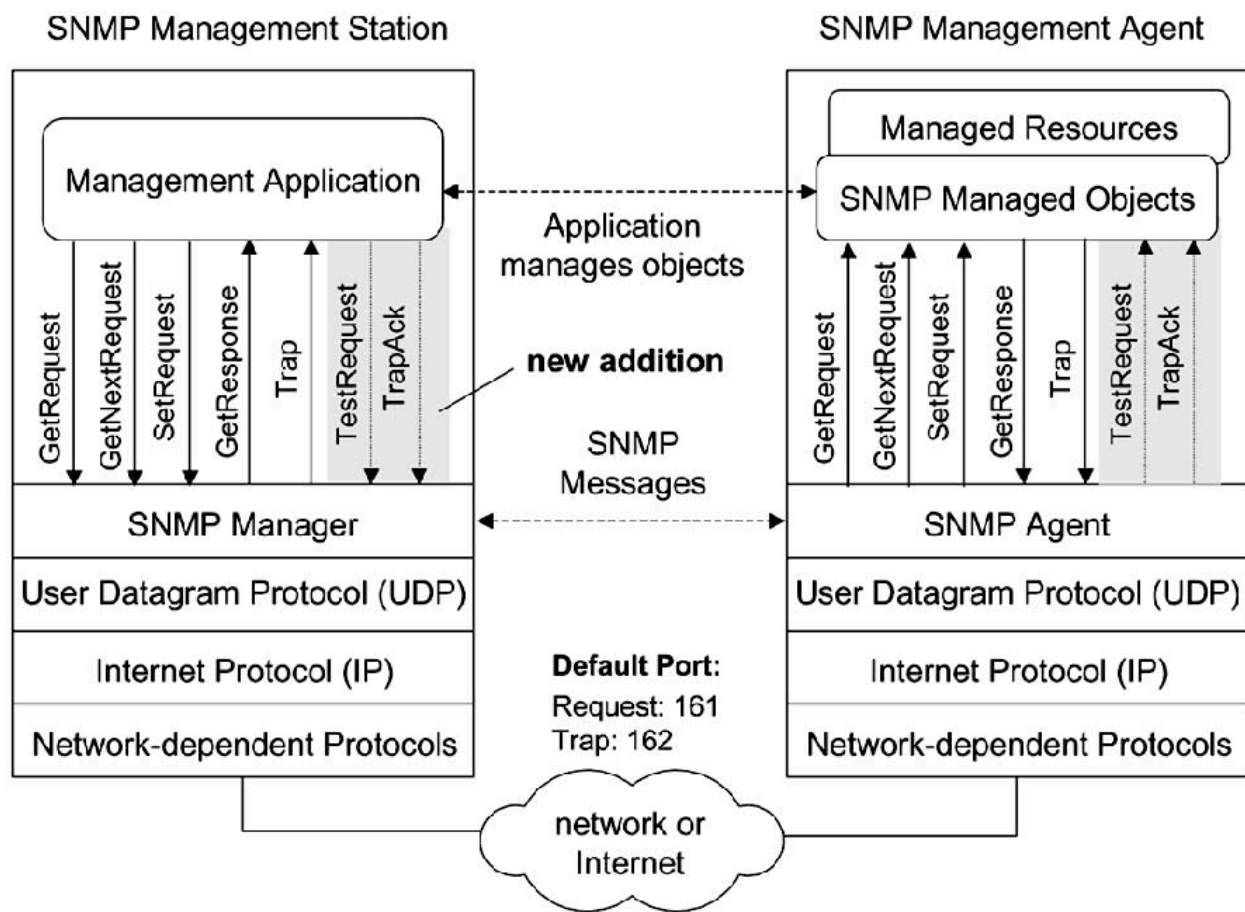 SNMP Management Station
SNMP Management Agent
Management Application
Managed Resources
SNMP Managed Objects
Application
manages objects
GetRequest
GetNextRequest
SetRequest
GetResponse
Trap
TestRequest
TrapAck
new addition
GetRequest
GetNextRequest
SetRequest
GetResponse
Trap
TestRequest
TrapAck
SNMP
Messages
SNMP Manager
SNMP Agent
User Datagram Protocol (UDP)
User Datagram Protocol (UDP)
Internet Protocol (IP)
Internet Protocol (IP)
Default Port:
Request: 161
Trap: 162
Network-dependent Protocols
Network-dependent Protocols
network or
Internet